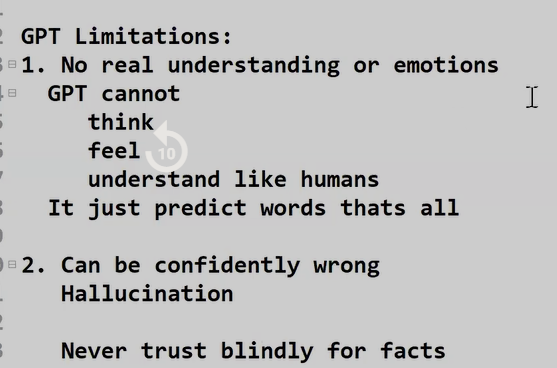 GPT Limitations:
1. No real understanding or emotions
GPT cannot
think
feel
10
understand like humans
It just predict words thats all
2. Can be confidently wrong
Hallucination
Never trust blindly for facts